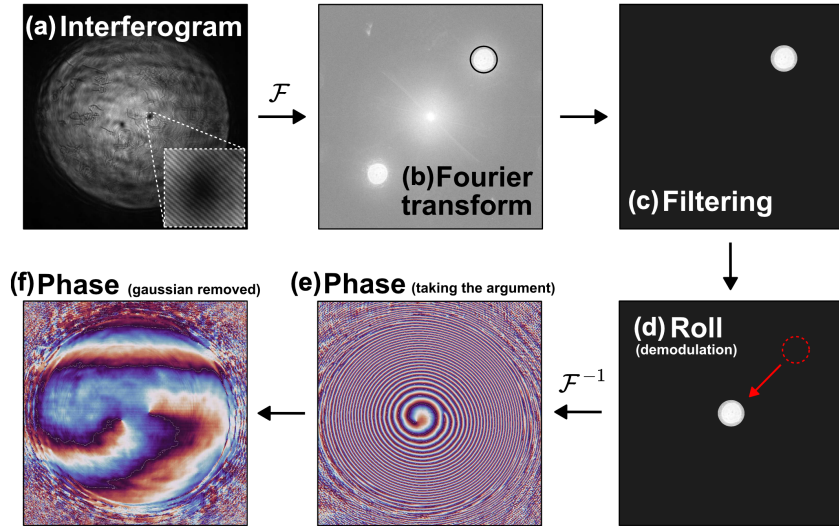 (a) Interferogram
ℱ
(b) Fourier
transform
(c) Filtering
(d) Roll
(demodulation)
ℱ⁻¹
(e) Phase (taking the argument)
(f) Phase (gaussian removed)